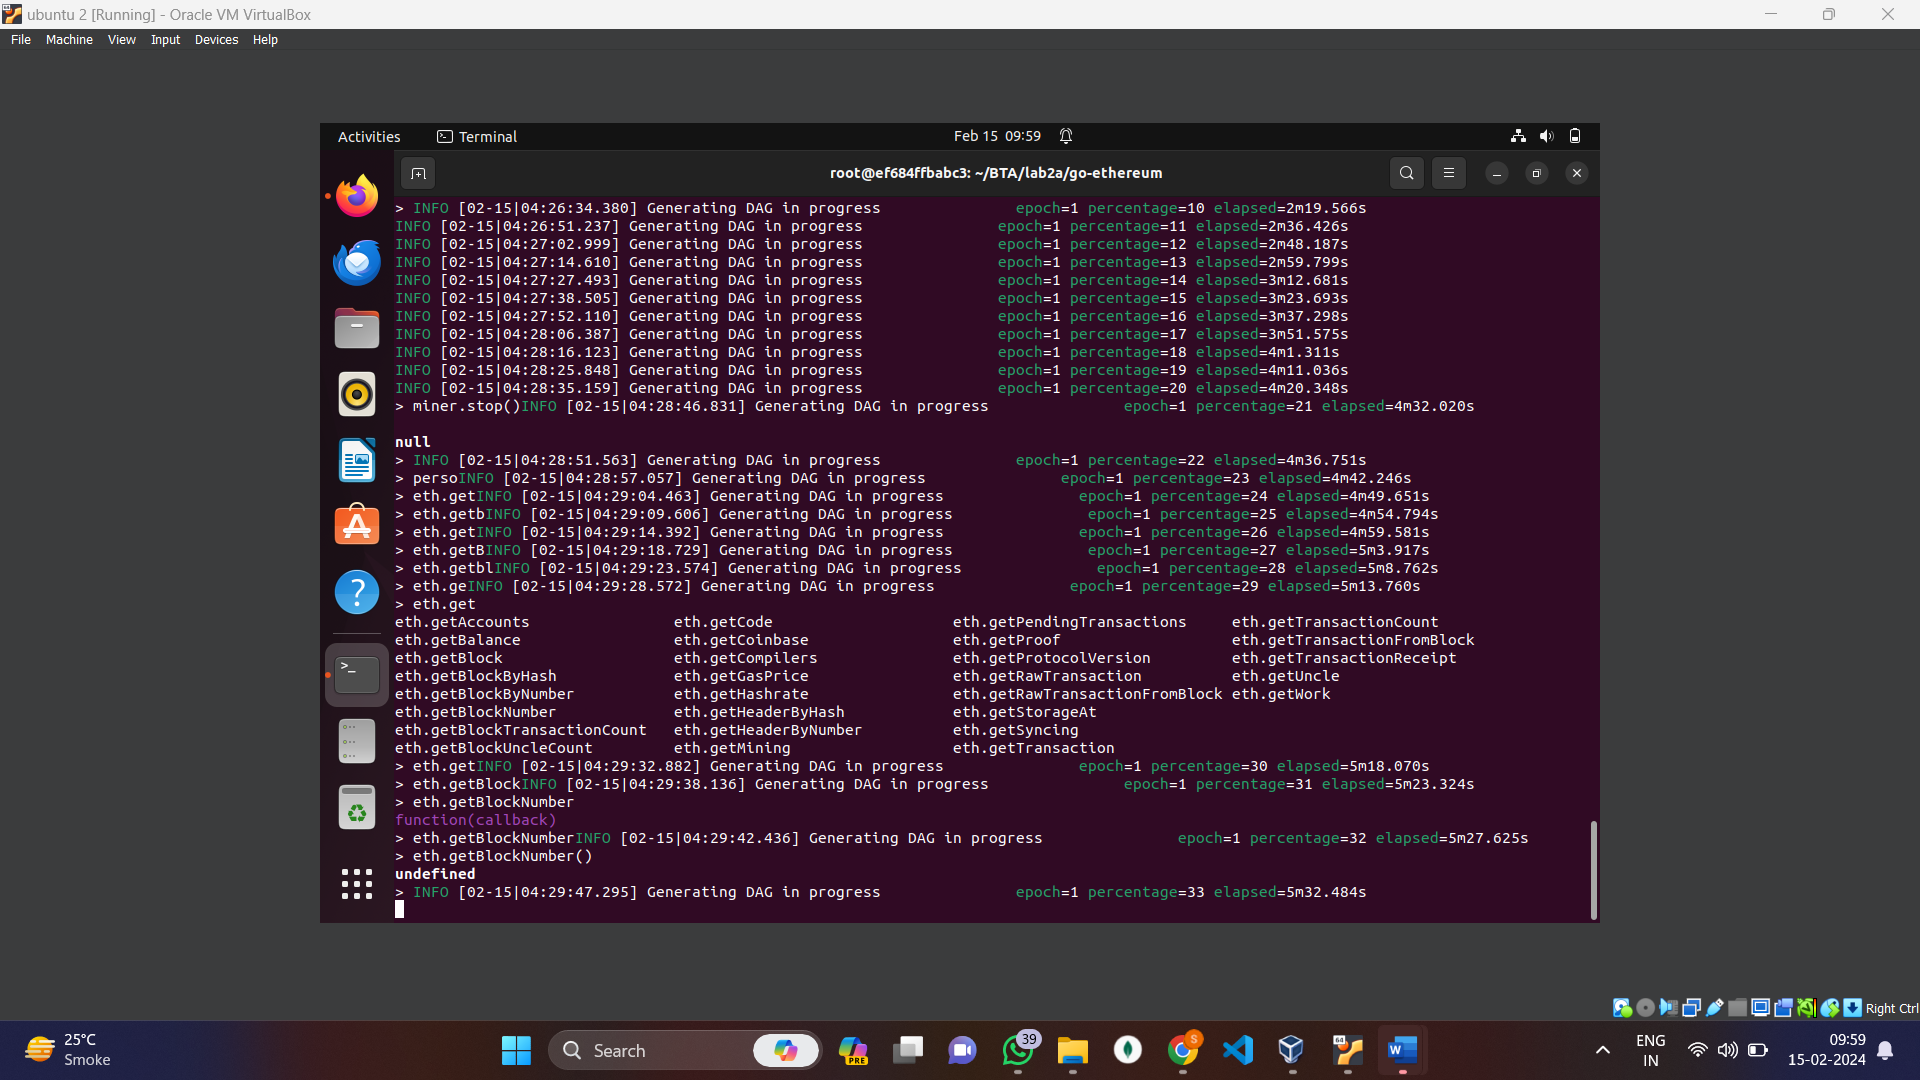 ubuntu 2 [Running] - Oracle VM VirtualBox
File Machine View Input Devices Help
Activities Terminal Feb 15 09:59
root@ef684ffbabc3: ~/BTA/lab2a/go-ethereum
> INFO [02-15|04:26:34.380] Generating DAG in progress epoch=1 percentage=10 elapsed=2m19.566s
INFO [02-15|04:26:51.237] Generating DAG in progress epoch=1 percentage=11 elapsed=2m36.426s
INFO [02-15|04:27:02.999] Generating DAG in progress epoch=1 percentage=12 elapsed=2m48.187s
INFO [02-15|04:27:14.610] Generating DAG in progress epoch=1 percentage=13 elapsed=2m59.799s
INFO [02-15|04:27:27.493] Generating DAG in progress epoch=1 percentage=14 elapsed=3m12.681s
INFO [02-15|04:27:38.505] Generating DAG in progress epoch=1 percentage=15 elapsed=3m23.693s
INFO [02-15|04:27:52.110] Generating DAG in progress epoch=1 percentage=16 elapsed=3m37.298s
INFO [02-15|04:28:06.387] Generating DAG in progress epoch=1 percentage=17 elapsed=3m51.575s
INFO [02-15|04:28:16.123] Generating DAG in progress epoch=1 percentage=18 elapsed=4m1.311s
INFO [02-15|04:28:25.848] Generating DAG in progress epoch=1 percentage=19 elapsed=4m11.036s
INFO [02-15|04:28:35.159] Generating DAG in progress epoch=1 percentage=20 elapsed=4m20.348s
> miner.stop()INFO [02-15|04:28:46.831] Generating DAG in progress epoch=1 percentage=21 elapsed=4m32.020s
null
> INFO [02-15|04:28:51.563] Generating DAG in progress epoch=1 percentage=22 elapsed=4m36.751s
> persoINFO [02-15|04:28:57.057] Generating DAG in progress epoch=1 percentage=23 elapsed=4m42.246s
> eth.getINFO [02-15|04:29:04.463] Generating DAG in progress epoch=1 percentage=24 elapsed=4m49.651s
> eth.getbINFO [02-15|04:29:09.606] Generating DAG in progress epoch=1 percentage=25 elapsed=4m54.794s
> eth.getINFO [02-15|04:29:14.392] Generating DAG in progress epoch=1 percentage=26 elapsed=4m59.581s
> eth.getBINFO [02-15|04:29:18.729] Generating DAG in progress epoch=1 percentage=27 elapsed=5m3.917s
> eth.getblINFO [02-15|04:29:23.574] Generating DAG in progress epoch=1 percentage=28 elapsed=5m8.762s
> eth.geINFO [02-15|04:29:28.572] Generating DAG in progress epoch=1 percentage=29 elapsed=5m13.760s
> eth.get
eth.getAccounts eth.getCode eth.getPendingTransactions eth.getTransactionCount
eth.getBalance eth.getCoinbase eth.getProof eth.getTransactionFromBlock
eth.getBlock eth.getCompilers eth.getProtocolVersion eth.getTransactionReceipt
eth.getBlockByHash eth.getGasPrice eth.getRawTransaction eth.getUncle
eth.getBlockByNumber eth.getHashrate eth.getRawTransactionFromBlock eth.getWork
eth.getBlockNumber eth.getHeaderByHash eth.getStorageAt
eth.getBlockTransactionCount eth.getHeaderByNumber eth.getSyncing
eth.getBlockUncleCount eth.getMining eth.getTransaction
> eth.getINFO [02-15|04:29:32.882] Generating DAG in progress epoch=1 percentage=30 elapsed=5m18.070s
> eth.getBlockINFO [02-15|04:29:38.136] Generating DAG in progress epoch=1 percentage=31 elapsed=5m23.324s
> eth.getBlockNumber
function(callback)
> eth.getBlockNumberINFO [02-15|04:29:42.436] Generating DAG in progress epoch=1 percentage=32 elapsed=5m27.625s
> eth.getBlockNumber()
undefined
> INFO [02-15|04:29:47.295] Generating DAG in progress epoch=1 percentage=33 elapsed=5m32.484s
Right Ctrl
25°C
Smoke
Search
PRE
39
S
64
W
ENG
IN
09:59
15-02-2024